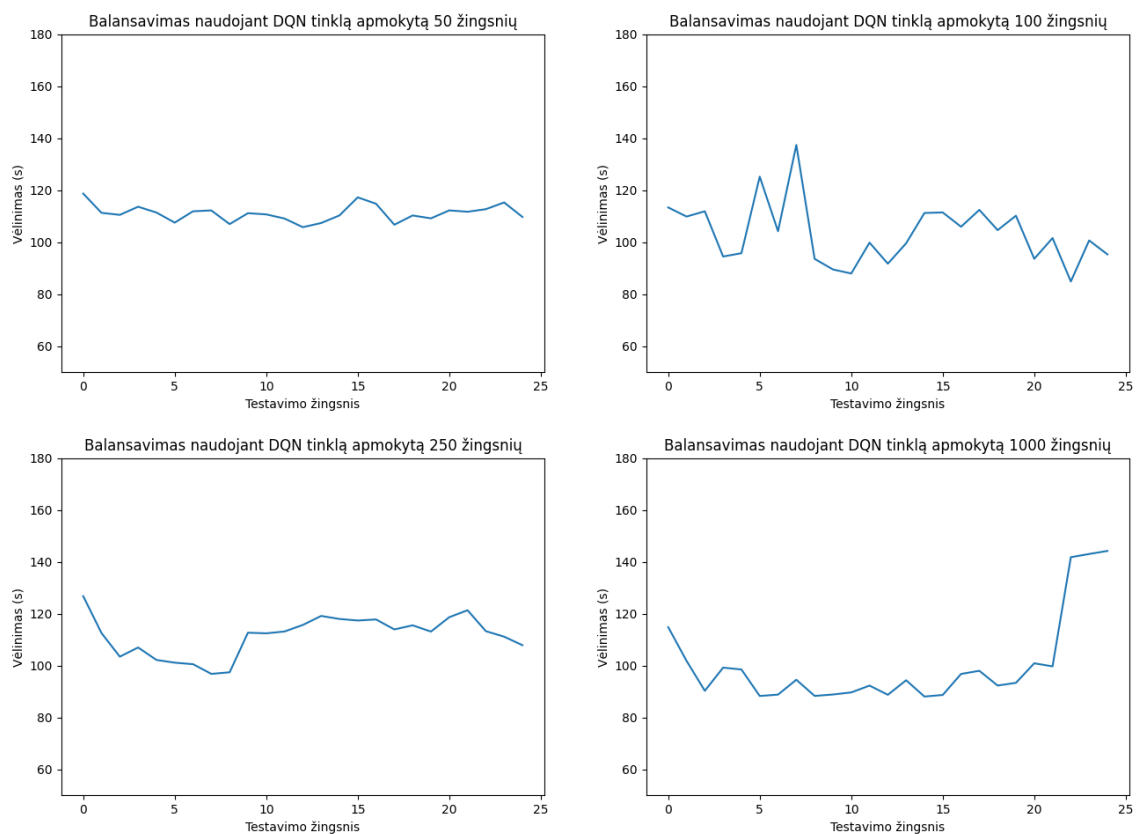 Balansavimas naudojant DQN tinklą apmokytą 50 žingsnių
180
160
140
120
100
80
60
Vėlinimas (s)
0 5 10 15 20 25
Testavimo žingsnis
Balansavimas naudojant DQN tinklą apmokytą 100 žingsnių
180
160
140
120
100
80
60
Vėlinimas (s)
0 5 10 15 20 25
Testavimo žingsnis
Balansavimas naudojant DQN tinklą apmokytą 250 žingsnių
180
160
140
120
100
80
60
Vėlinimas (s)
0 5 10 15 20 25
Testavimo žingsnis
Balansavimas naudojant DQN tinklą apmokytą 1000 žingsnių
180
160
140
120
100
80
60
Vėlinimas (s)
0 5 10 15 20 25
Testavimo žingsnis